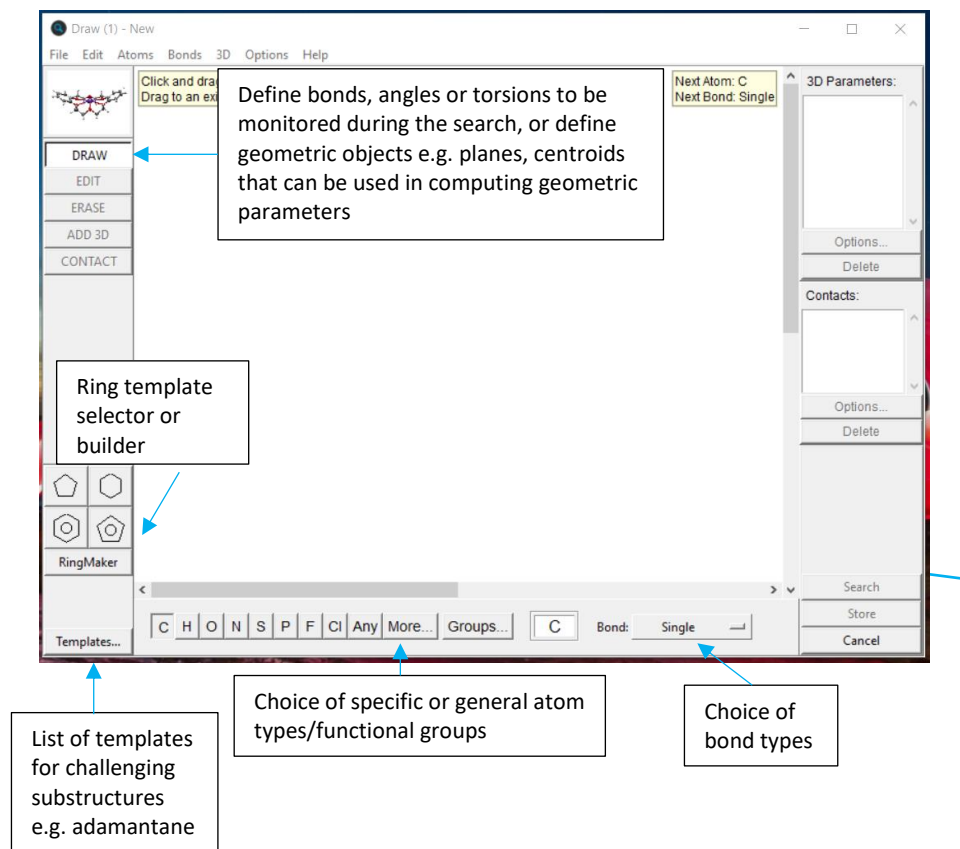 Draw (1) - New
File Edit Atoms Bonds 3D Options Help
Click and dra
Drag to an exi
Next Atom: C
Next Bond: Single
3D Parameters:
Define bonds, angles or torsions to be
monitored during the search, or define
geometric objects e.g. planes, centroids
that can be used in computing geometric
parameters
DRAW
EDIT
ERASE
ADD 3D
CONTACT
Options...
Delete
Contacts:
Options...
Delete
Ring template
selector or
builder
RingMaker
Templates...
C H O N S P F Cl Any More... Groups... C Bond: Single
Search
Store
Cancel
List of templates
for challenging
substructures
e.g. adamantane
Choice of specific or general atom
types/functional groups
Choice of
bond types